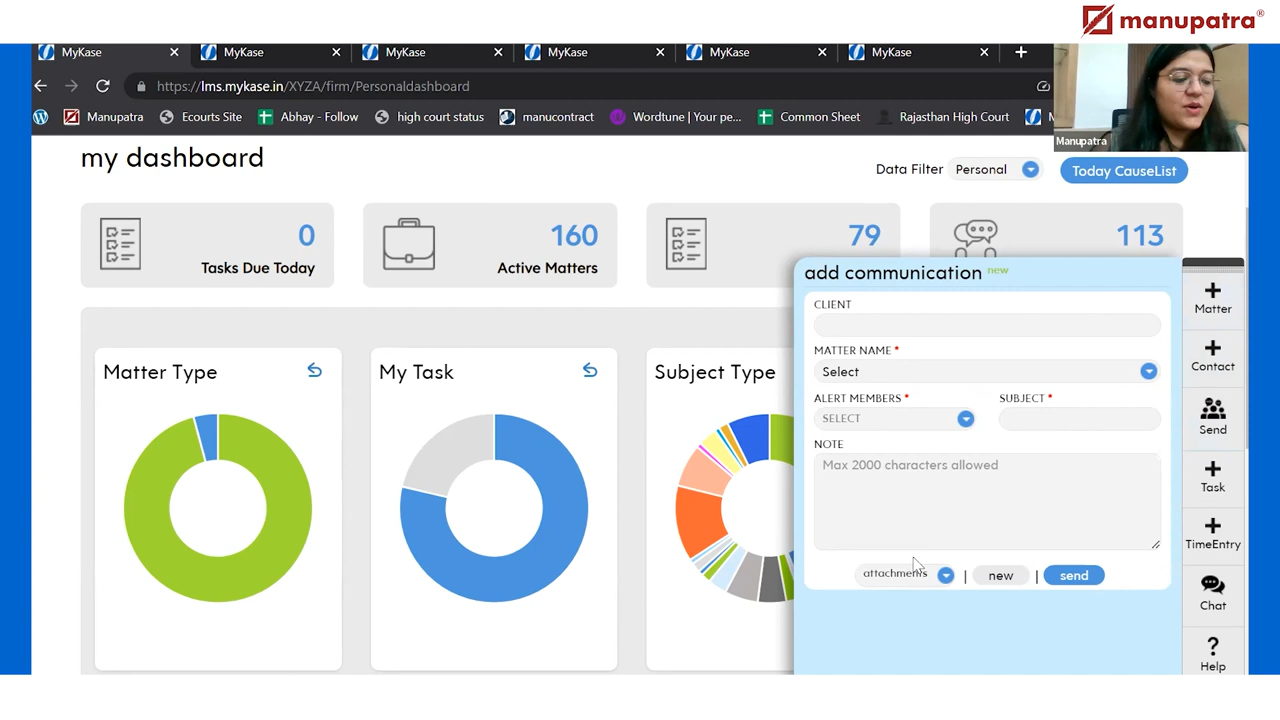 manupatra®
MyKase
MyKase
MyKase
MyKase
MyKase
MyKase
https://lms.mykase.in/XYZA/firm/Personaldashboard
Manupatra
Ecourts Site
Abhay - Follow
high court status
manucontract
Wordtune | Your pe...
Common Sheet
Rajasthan High Court
Manupatra
my dashboard
Data Filter
Personal
Today CauseList
0
Tasks Due Today
160
Active Matters
79
113
Matter Type
My Task
Subject Type
add communication new
CLIENT
MATTER NAME *
Select
ALERT MEMBERS * SUBJECT *
SELECT
NOTE
Max 2000 characters allowed
attachments | new | send
+
Matter
+
Contact
Send
+
Task
+
TimeEntry
Chat
?
Help